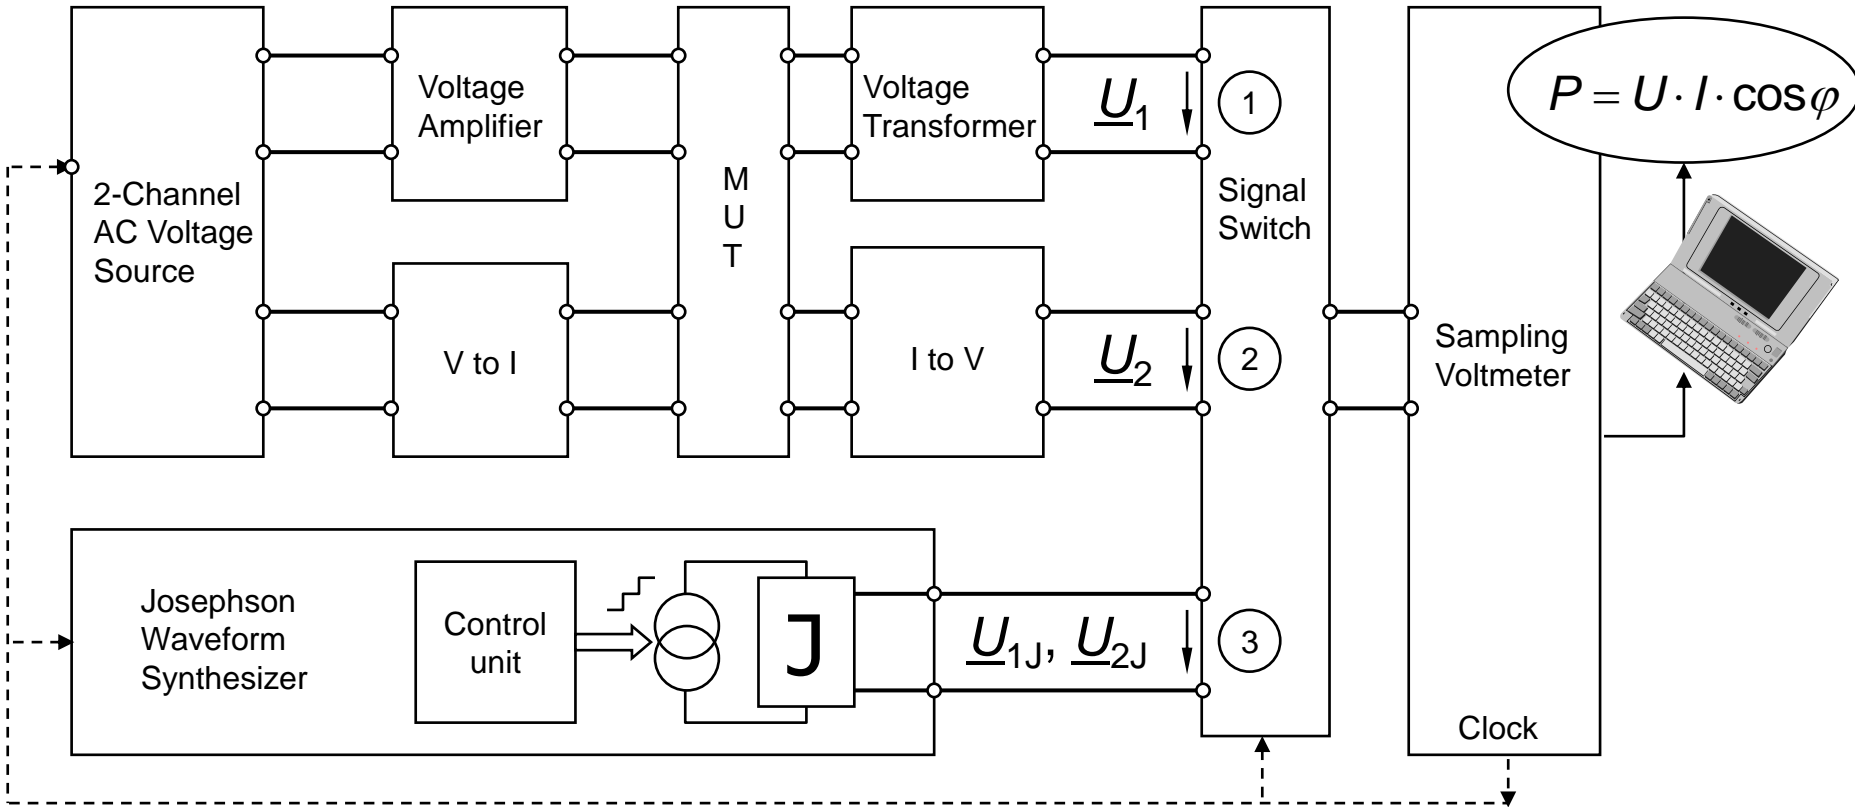 2-Channel
AC Voltage
Source
Voltage
Amplifier
V to I
M
U
T
Voltage
Transformer
I to V
U1
U2
1
Signal
Switch
2
3
Sampling
Voltmeter
Clock
P = U · I · cosφ
Josephson
Waveform
Synthesizer
Control
unit
J
U1J, U2J